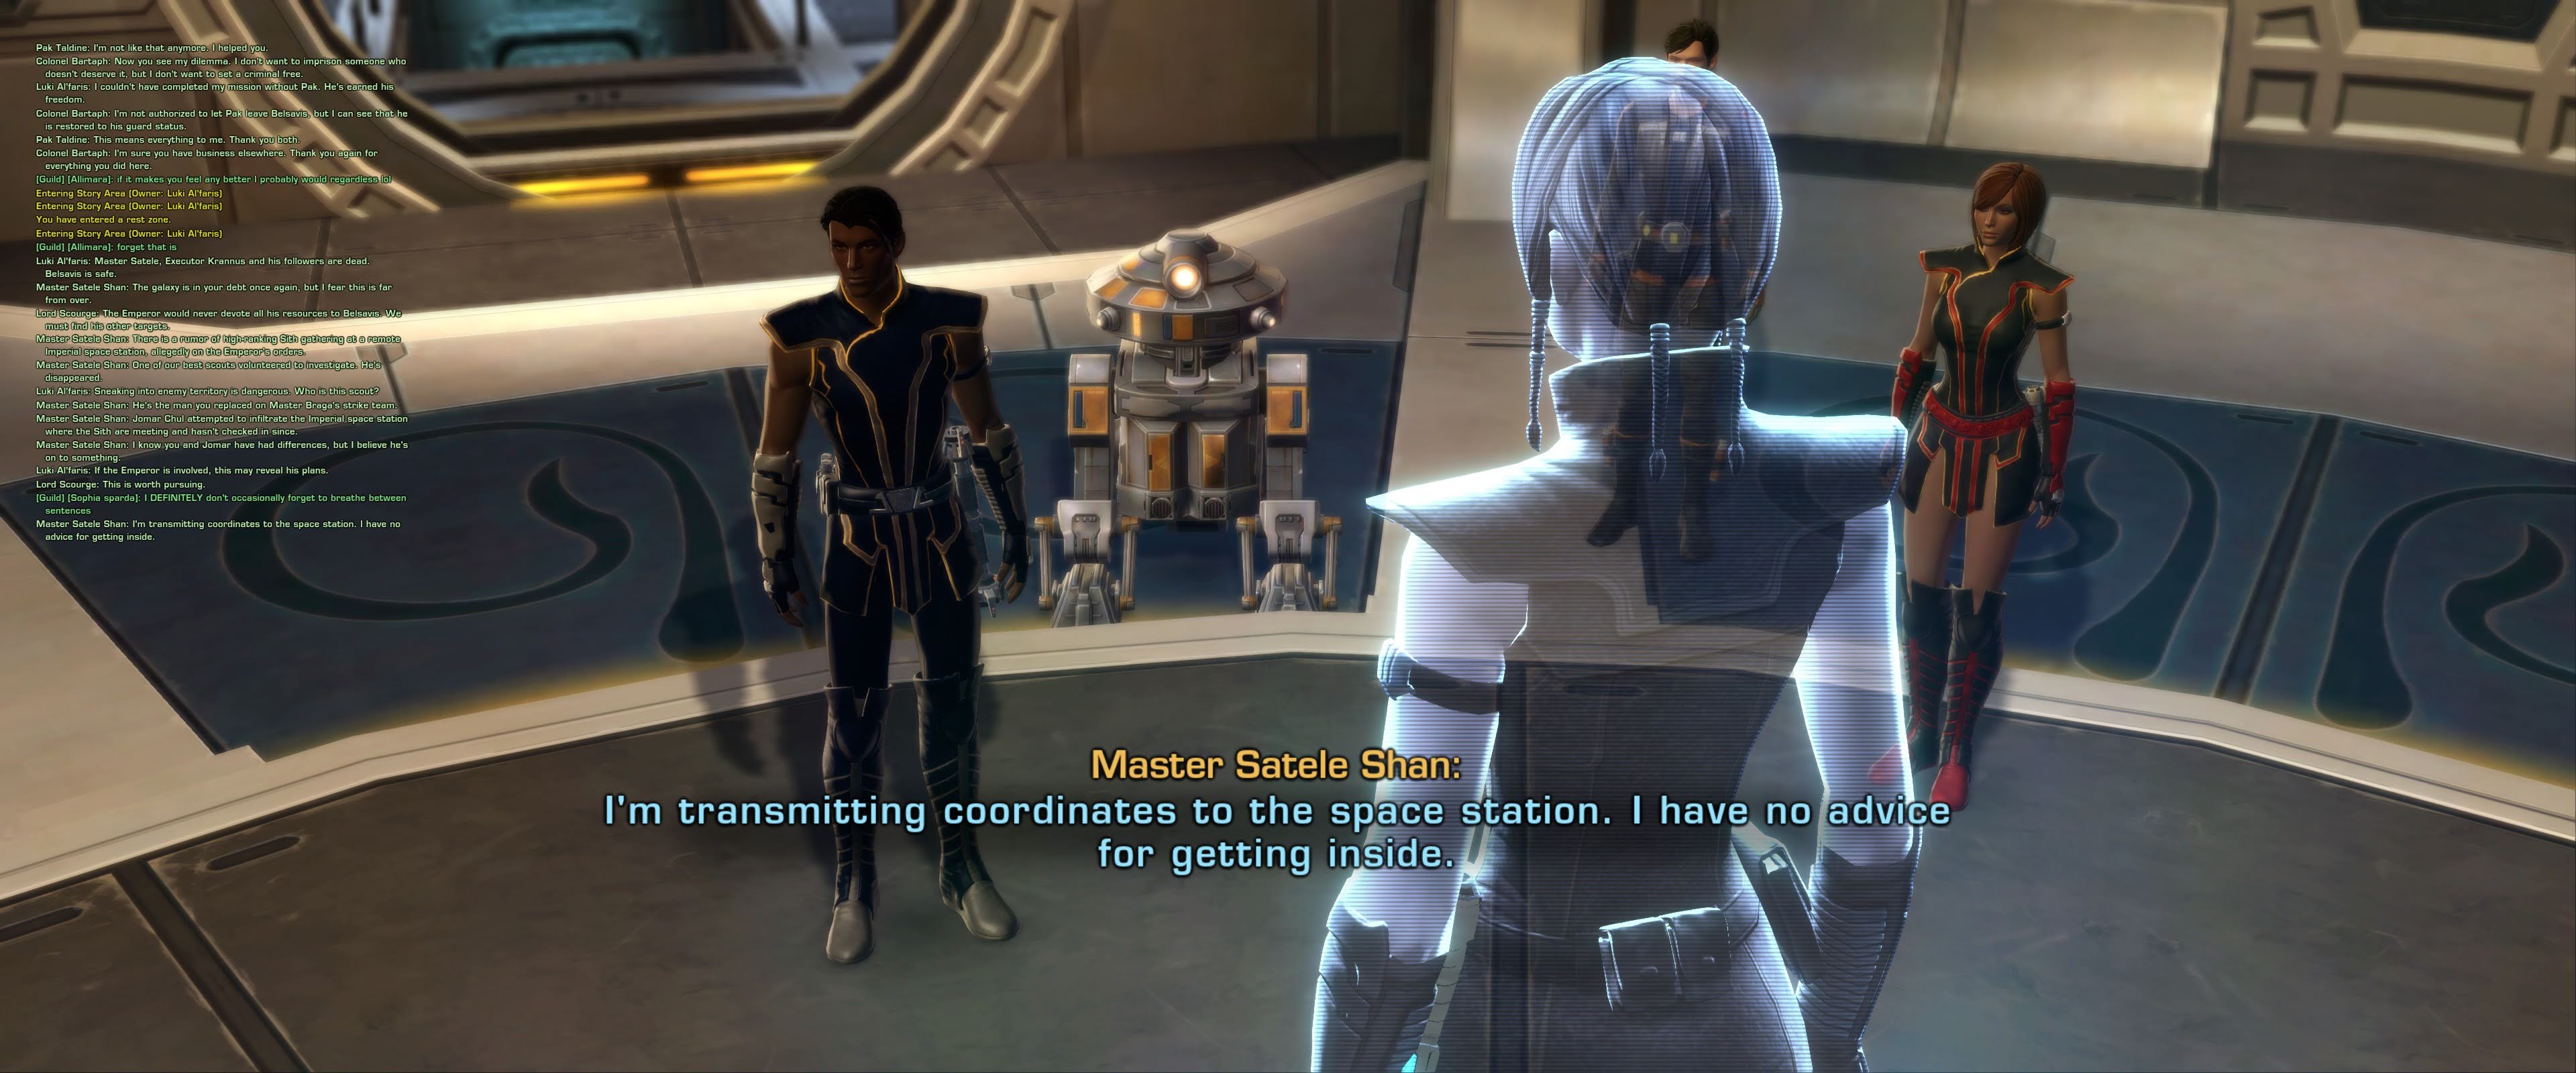 Pak Taldine: I'm not like that anymore. I helped you.
Colonel Bartaph: Now you see my dilemma. I don't want to imprison someone who
doesn't deserve it, but I don't want to set a criminal free.
Luki Al'faris: I couldn't have completed my mission without Pak. He's earned his
freedom.
Colonel Bartaph: I'm not authorized to let Pak leave Belsavis, but I can see that he
is restored to his guard status.
Pak Taldine: This means everything to me. Thank you both.
Colonel Bartaph: I'm sure you have business elsewhere. Thank you again for
everything you did here.
[Guild] [Allimara]: if it makes you feel any better I probably would regardless lol
Entering Story Area (Owner: Luki Al'faris)
Entering Story Area (Owner: Luki Al'faris)
You have entered a rest zone.
Entering Story Area (Owner: Luki Al'faris)
[Guild] [Allimara]: forget that is
Luki Al'faris: Master Satele, Executor Krannus and his followers are dead.
Belsavis is safe.
Master Satele Shan: The galaxy is in your debt once again, but I fear this is far
from over.
Lord Scourge: The Emperor would never devote all his resources to Belsavis. We
must find his other targets.
Master Satele Shan: There is a rumor of high-ranking Sith gathering at a remote
Imperial space station, allegedly on the Emperor's orders.
Master Satele Shan: One of our best scouts volunteered to investigate. He's
disappeared.
Luki Al'faris: Sneaking into enemy territory is dangerous. Who is this scout?
Master Satele Shan: He's the man you replaced on Master Braga's strike team.
Master Satele Shan: Jomar Chul attempted to infiltrate the Imperial space station
where the Sith are meeting and hasn't checked in since.
Master Satele Shan: I know you and Jomar have had differences, but I believe he's
on to something.
Luki Al'faris: If the Emperor is involved, this may reveal his plans.
Lord Scourge: This is worth pursuing.
[Guild] [Sophia sparda]: I DEFINITELY don't occasionally forget to breathe between
sentences
Master Satele Shan: I'm transmitting coordinates to the space station. I have no
advice for getting inside.
Master Satele Shan:
I'm transmitting coordinates to the space station. I have no advice
for getting inside.